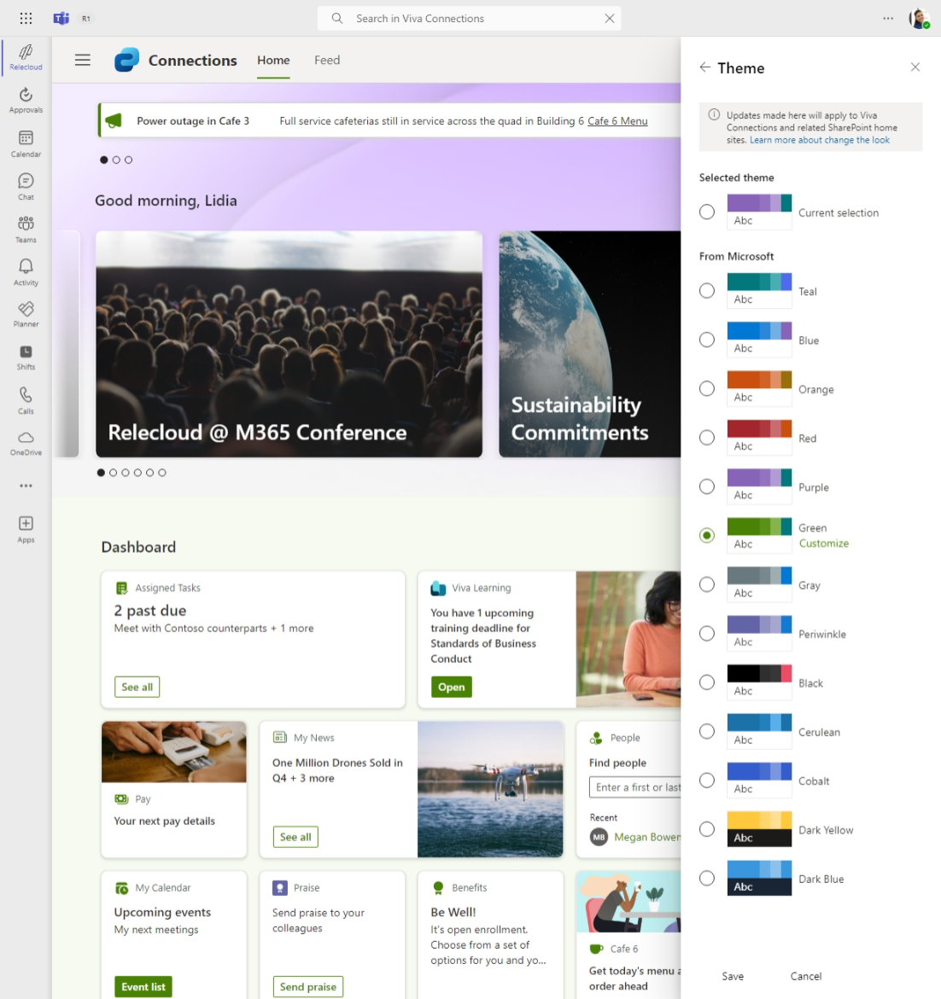 R1
Search in Viva Connections
Relecloud
Approvals
Calendar
Chat
Teams
Activity
Planner
Shifts
Calls
OneDrive
Apps
Connections
Home
Feed
Power outage in Cafe 3
Full service cafeterias still in service across the quad in Building 6 Cafe 6 Menu
Good morning, Lidia
Relecloud @ M365 Conference
Sustainability
Commitments
Dashboard
Assigned Tasks
2 past due
Meet with Contoso counterparts + 1 more
See all
Viva Learning
You have 1 upcoming
training deadline for
Standards of Business
Conduct
Open
Pay
Your next pay details
My News
One Million Drones Sold in
Q4 + 3 more
See all
People
Find people
Enter a first or last
Recent
MB
Megan Bowen
My Calendar
Upcoming events
My next meetings
Event list
Praise
Send praise to your
colleagues
Send praise
Benefits
Be Well!
It's open enrollment.
Choose from a set of
options for you and yo...
Cafe 6
Get today's menu a
order ahead
Theme
Updates made here will apply to Viva
Connections and related SharePoint home
sites. Learn more about change the look
Selected theme
Abc
Current selection
From Microsoft
Abc
Teal
Abc
Blue
Abc
Orange
Abc
Red
Abc
Purple
Abc
Green
Customize
Abc
Gray
Abc
Periwinkle
Abc
Black
Abc
Cerulean
Abc
Cobalt
Abc
Dark Yellow
Abc
Dark Blue
Save
Cancel